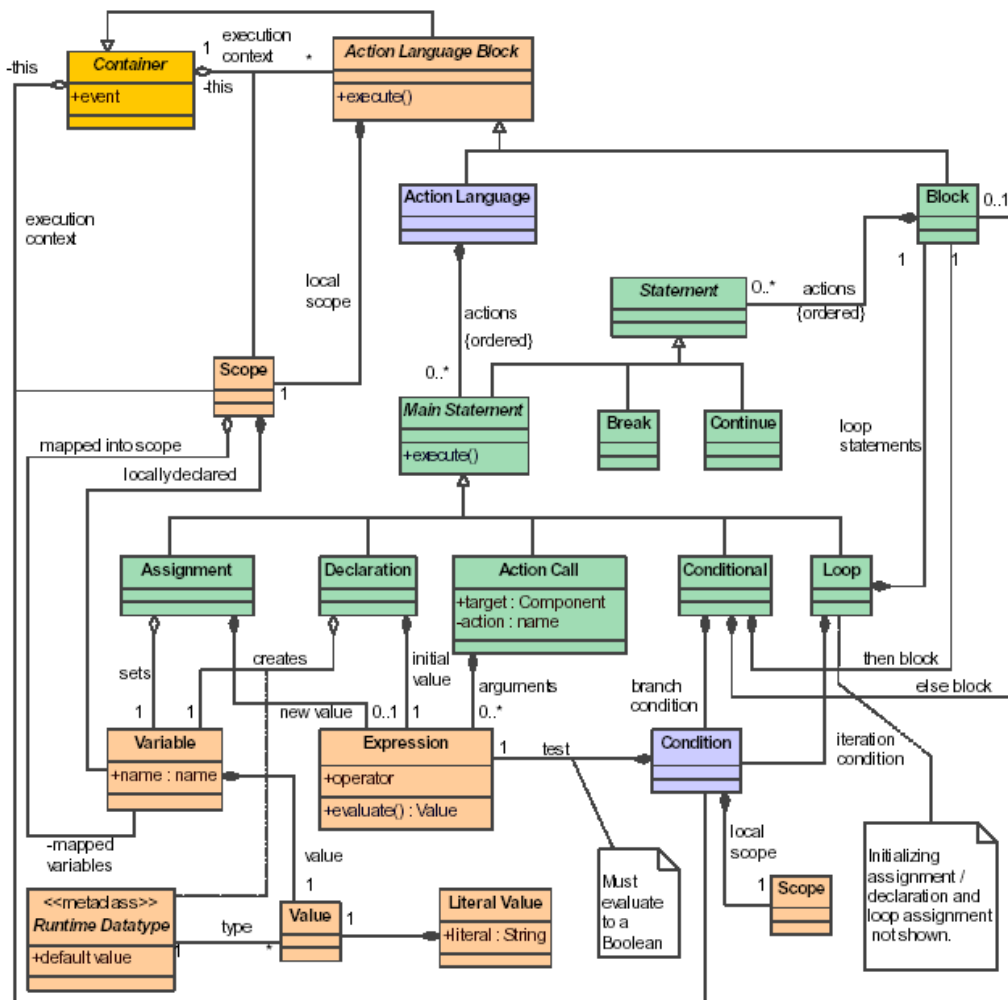 execution
context
1
*
-this
-this
Container
+event
Action Language Block
+execute()
Action Language
Block
0..1
1
1
execution
context
local
scope
actions
{ordered}
0..*
Statement
0..*
actions
{ordered}
Scope
1
Main Statement
+execute()
Break
Continue
loop
statements
mapped into scope
locallydeclared
Assignment
Declaration
Action Call
+target : Component
-action : name
Conditional
Loop
sets
creates
initial
value
arguments
branch
condition
then block
else block
1
1
new value
0..1
1
0..*
Variable
+name : name
Expression
+operator
+evaluate() : Value
1
test
Condition
iteration
condition
-mapped
variables
value
1
local
scope
1
Scope
Must
evaluate
to a
Boolean
Initializing
assignment /
declaration and
loop assignment
not shown.
<<metaclass>>
Runtime Datatype
+default value
type
1
*
Value
1
Literal Value
+literal : String